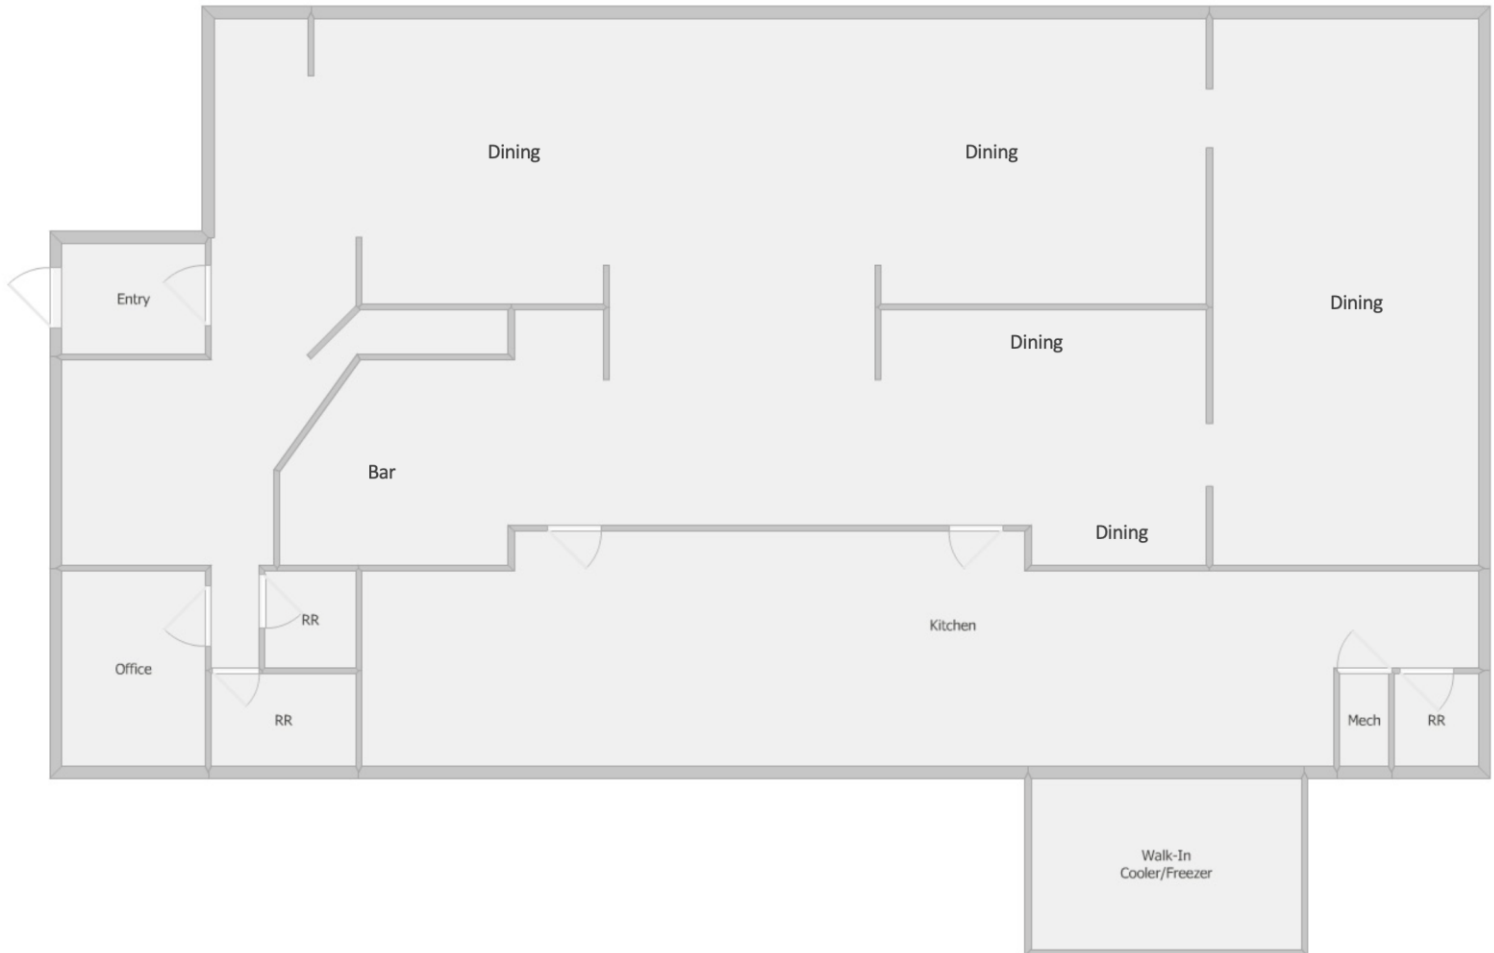 Dining
Dining
Entry
Dining
Dining
Bar
Dining
RR
Kitchen
Office
RR
Mech
RR
Walk-In
Cooler/Freezer